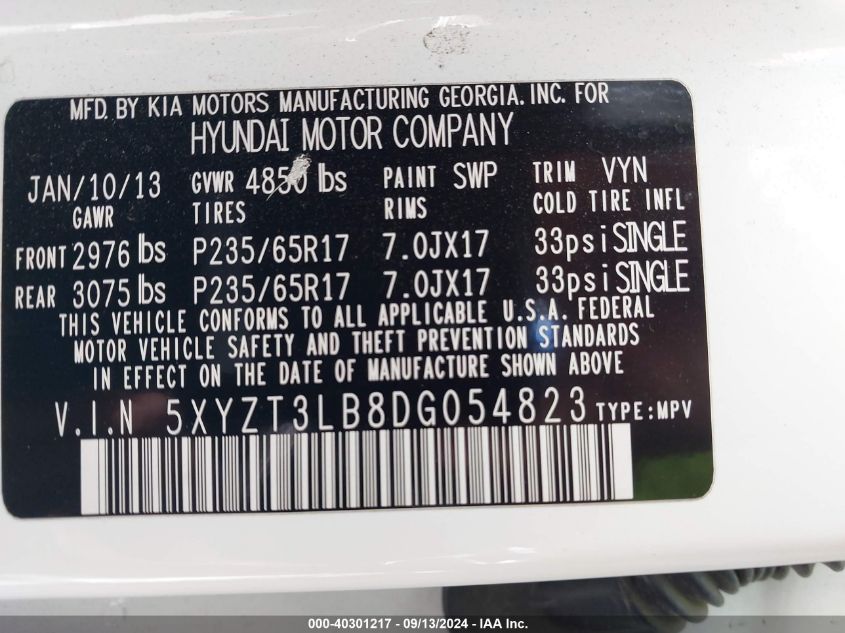 MFD. BY KIA MOTORS MANUFACTURING GEORGIA. INC. FOR
HYUNDAI MOTOR COMPANY
JAN/10/13 GVWR 4850 lbs PAINT SWP TRIM VYN
GAWR TIRES RIMS COLD TIRE INFL
FRONT 2976 lbs P235/65R17 7.0JX17 33psi SINGLE
REAR 3075 lbs P235/65R17 7.0JX17 33psi SINGLE
THIS VEHICLE CONFORMS TO ALL APPLICABLE U.S.A. FEDERAL
MOTOR VEHICLE SAFETY AND THEFT PREVENTION STANDARDS
IN EFFECT ON THE DATE OF MANUFACTURE SHOWN ABOVE
V.I.N 5XYZT3LB8DG054823 TYPE:MPV
000-40301217 - 09/13/2024 - IAA, Inc.